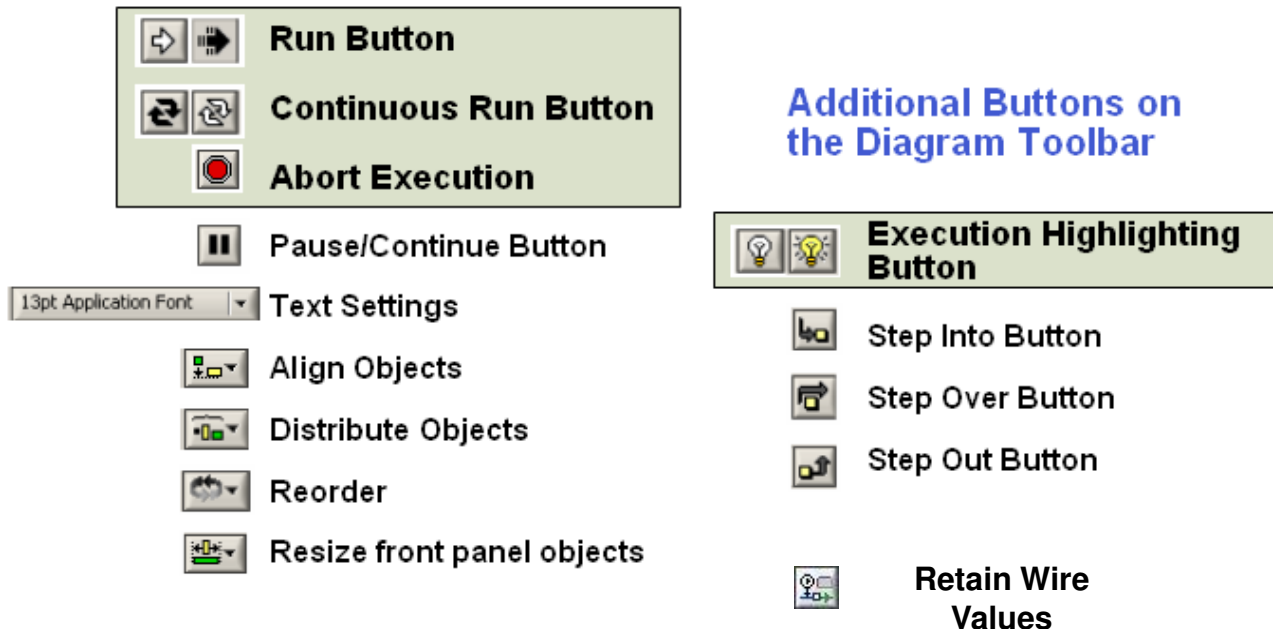 Run Button
Continuous Run Button
Abort Execution
Pause/Continue Button
13pt Application Font
Text Settings
Align Objects
Distribute Objects
Reorder
Resize front panel objects
Additional Buttons on
the Diagram Toolbar
Execution Highlighting
Button
Step Into Button
Step Over Button
Step Out Button
Retain Wire
Values